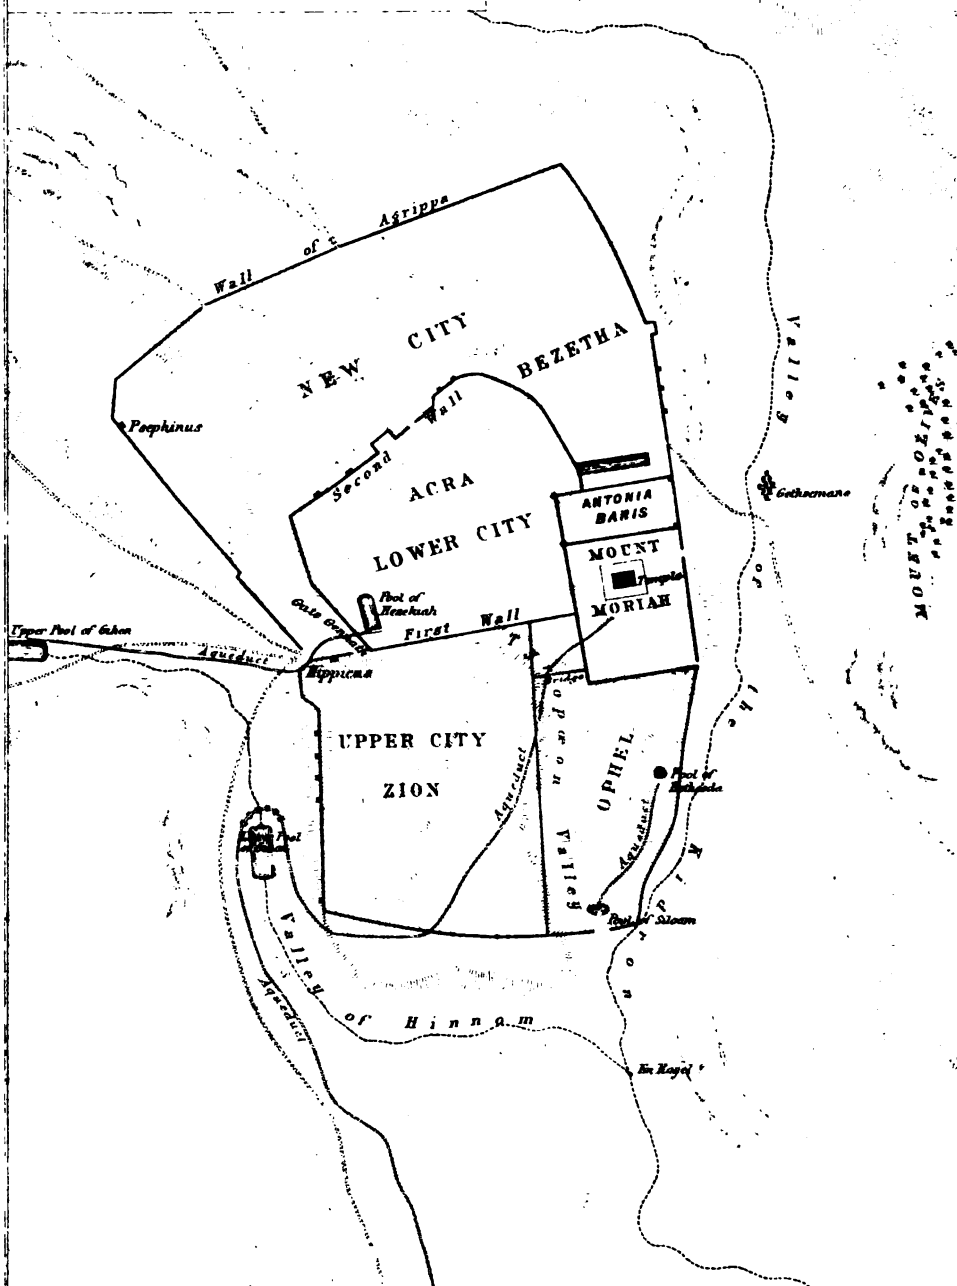 Wall of Agrippa
NEW CITY
BEZETHA
Valley of the Kidron
MOUNT OF OLIVES
Psephinus
Second Wall
ACRA
LOWER CITY
ANTONIA
BARIS
Gethsemane
MOUNT
Temple
MORIAH
Gate Gennath
Pool of
Hezekiah
First Wall
Upper Pool of Gihon
Aqueduct
Hippicus
Bridge
UPPER CITY
ZION
Aqueduct
OPHEL
Pool of
Bethesda
Aqueduct
Valley
Pool
Pool of Siloam
Valley of Hinnom
Aqueduct
En Rogel